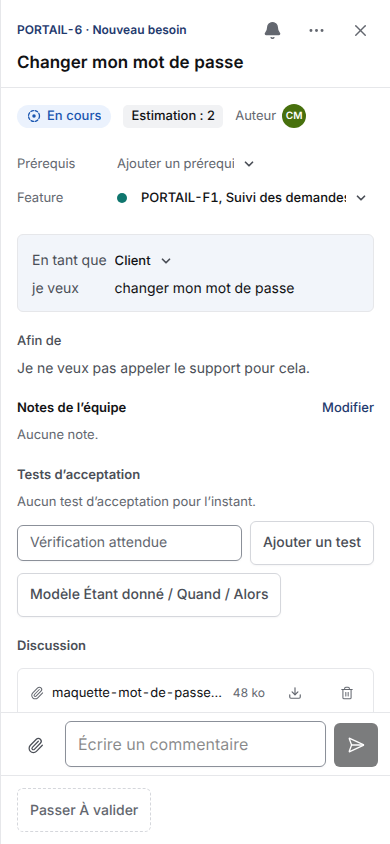 PORTAIL-6 · Nouveau besoin
Changer mon mot de passe
En cours
Estimation : 2
Auteur
CM
Prérequis
Ajouter un prérequi
Feature
PORTAIL-F1, Suivi des demandes
En tant que Client
je veux changer mon mot de passe
Afin de
Je ne veux pas appeler le support pour cela.
Notes de l’équipe
Modifier
Aucune note.
Tests d’acceptation
Aucun test d’acceptation pour l’instant.
Vérification attendue
Ajouter un test
Modèle Étant donné / Quand / Alors
Discussion
maquette-mot-de-passe... 48 ko
Écrire un commentaire
Passer À valider